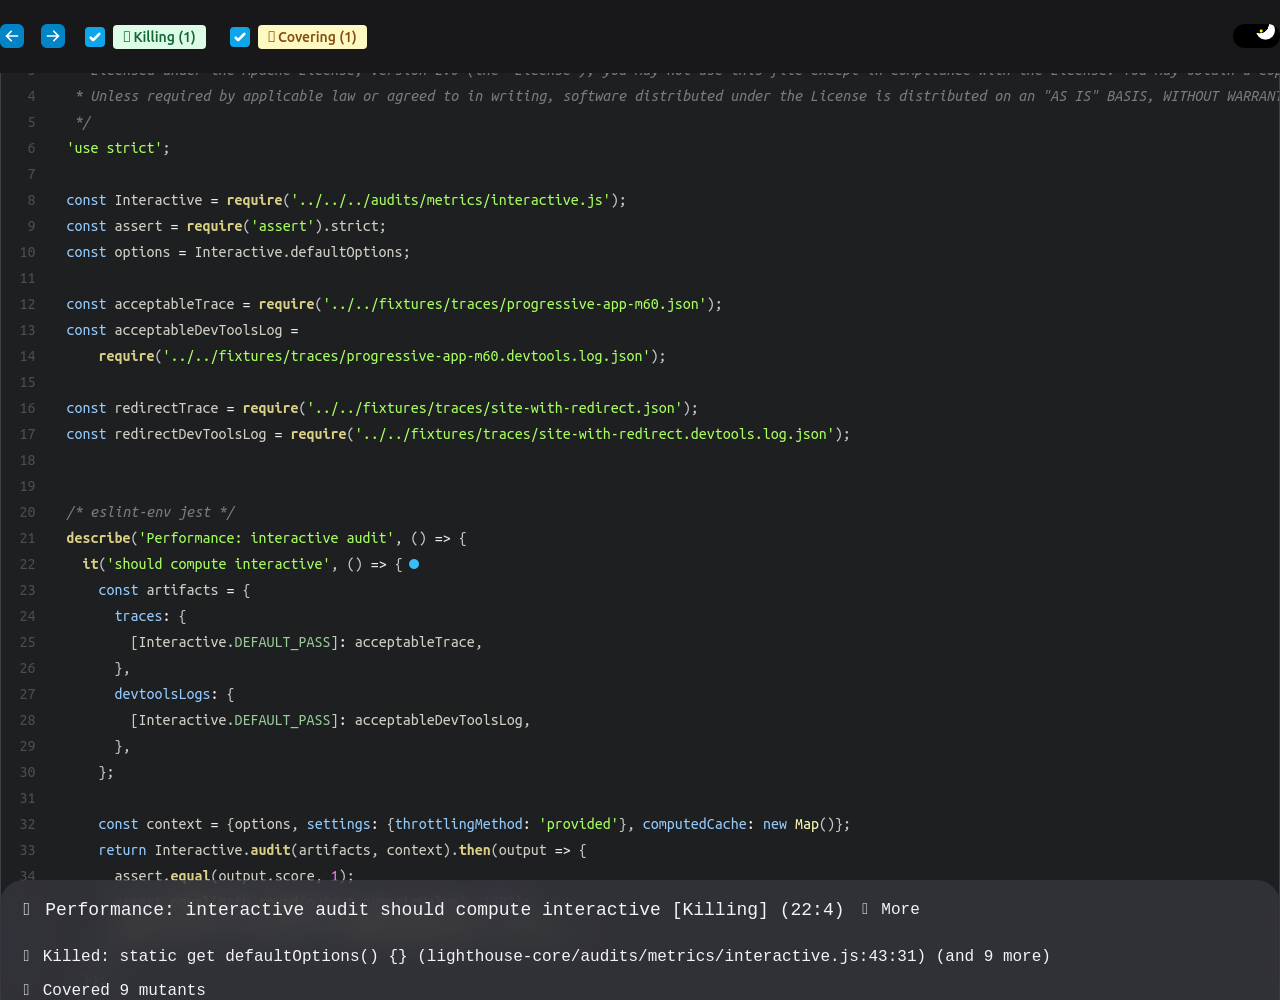 Killing (1) Covering (1)
4 * Unless required by applicable law or agreed to in writing, software distributed under the License is distributed on an "AS IS" BASIS, WITHOUT WARRANT
5 */
6 'use strict';
7
8 const Interactive = require('../../../audits/metrics/interactive.js');
9 const assert = require('assert').strict;
10 const options = Interactive.defaultOptions;
11
12 const acceptableTrace = require('../../fixtures/traces/progressive-app-m60.json');
13 const acceptableDevToolsLog =
14 require('../../fixtures/traces/progressive-app-m60.devtools.log.json');
15
16 const redirectTrace = require('../../fixtures/traces/site-with-redirect.json');
17 const redirectDevToolsLog = require('../../fixtures/traces/site-with-redirect.devtools.log.json');
18
19
20 /* eslint-env jest */
21 describe('Performance: interactive audit', () => {
22 it('should compute interactive', () => {
23 const artifacts = {
24 traces: {
25 [Interactive.DEFAULT_PASS]: acceptableTrace,
26 },
27 devtoolsLogs: {
28 [Interactive.DEFAULT_PASS]: acceptableDevToolsLog,
29 },
30 };
31
32 const context = {options, settings: {throttlingMethod: 'provided'}, computedCache: new Map()};
33 return Interactive.audit(artifacts, context).then(output => {
34 assert.equal(output.score, 1);
Performance: interactive audit should compute interactive [Killing] (22:4) More
Killed: static get defaultOptions() {} (lighthouse-core/audits/metrics/interactive.js:43:31) (and 9 more)
Covered 9 mutants